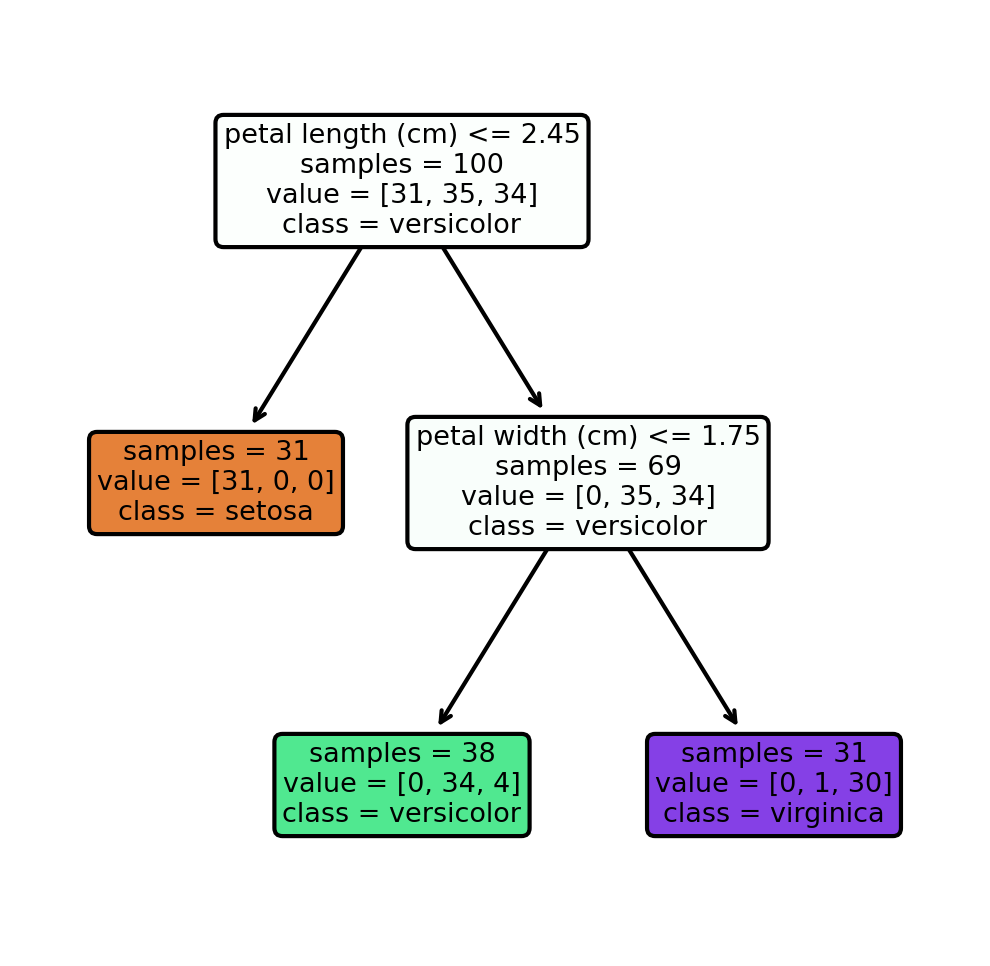 petal length (cm) <= 2.45
samples = 100
value = [31, 35, 34]
class = versicolor
samples = 31
value = [31, 0, 0]
class = setosa
petal width (cm) <= 1.75
samples = 69
value = [0, 35, 34]
class = versicolor
samples = 38
value = [0, 34, 4]
class = versicolor
samples = 31
value = [0, 1, 30]
class = virginica